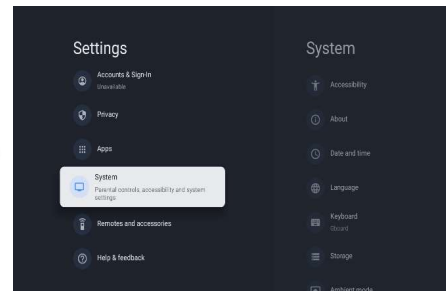 Settings
Accounts & Sign-In
Unavailable
Privacy
Apps
System
Parental controls, accessibility and system
settings
Remotes and accessories
Help & feedback
System
Accessibility
About
Date and time
Language
Keyboard
Gboard
Storage
Ambient mode